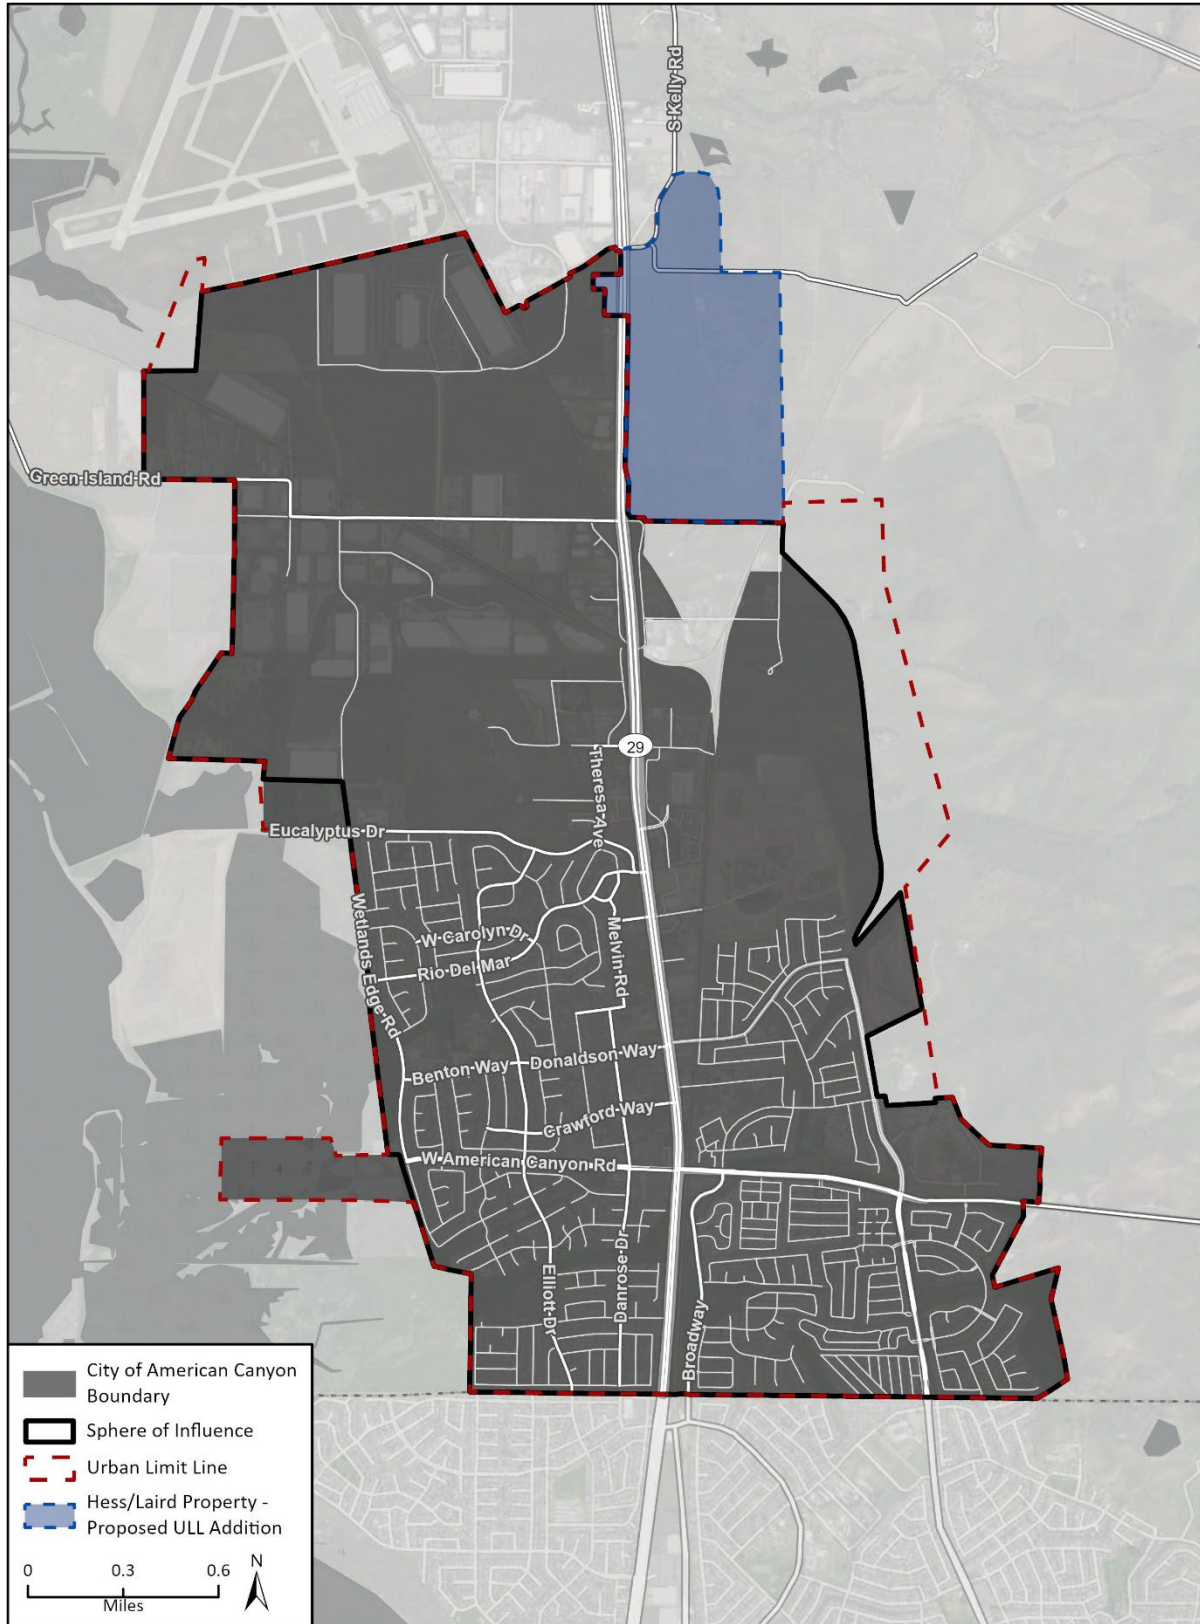 S Kelly Rd
Green Island Rd
29
Theresa Ave
Eucalyptus Dr
Wetlands Edge Rd
W Carolyn Dr
Melvin Rd
Rio Del Mar
Benton Way
Donaldson Way
Crawford Way
W American Canyon Rd
Elliott Dr
Danrose Dr
Broadway
City of American Canyon
Boundary
Sphere of Influence
Urban Limit Line
Hess/Laird Property -
Proposed ULL Addition
0 0.3 0.6
Miles
N